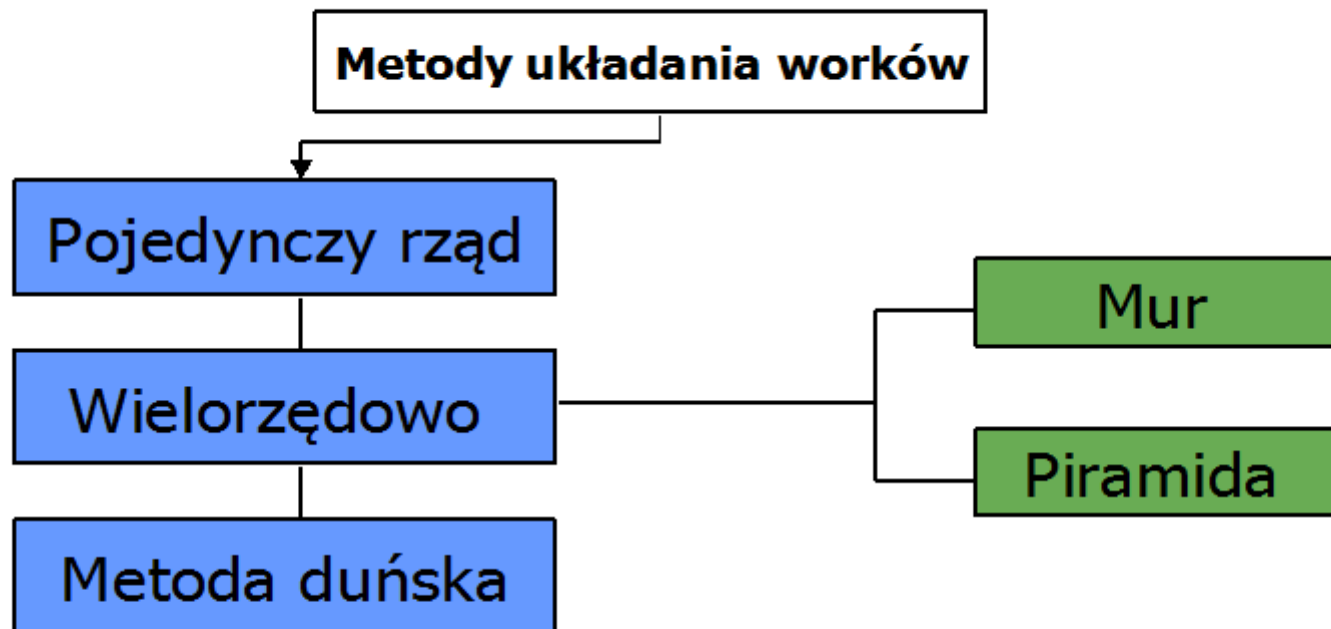 Metody układania worków
Pojedynczy rząd
Wielorzędowo
Metoda duńska
Mur
Piramida